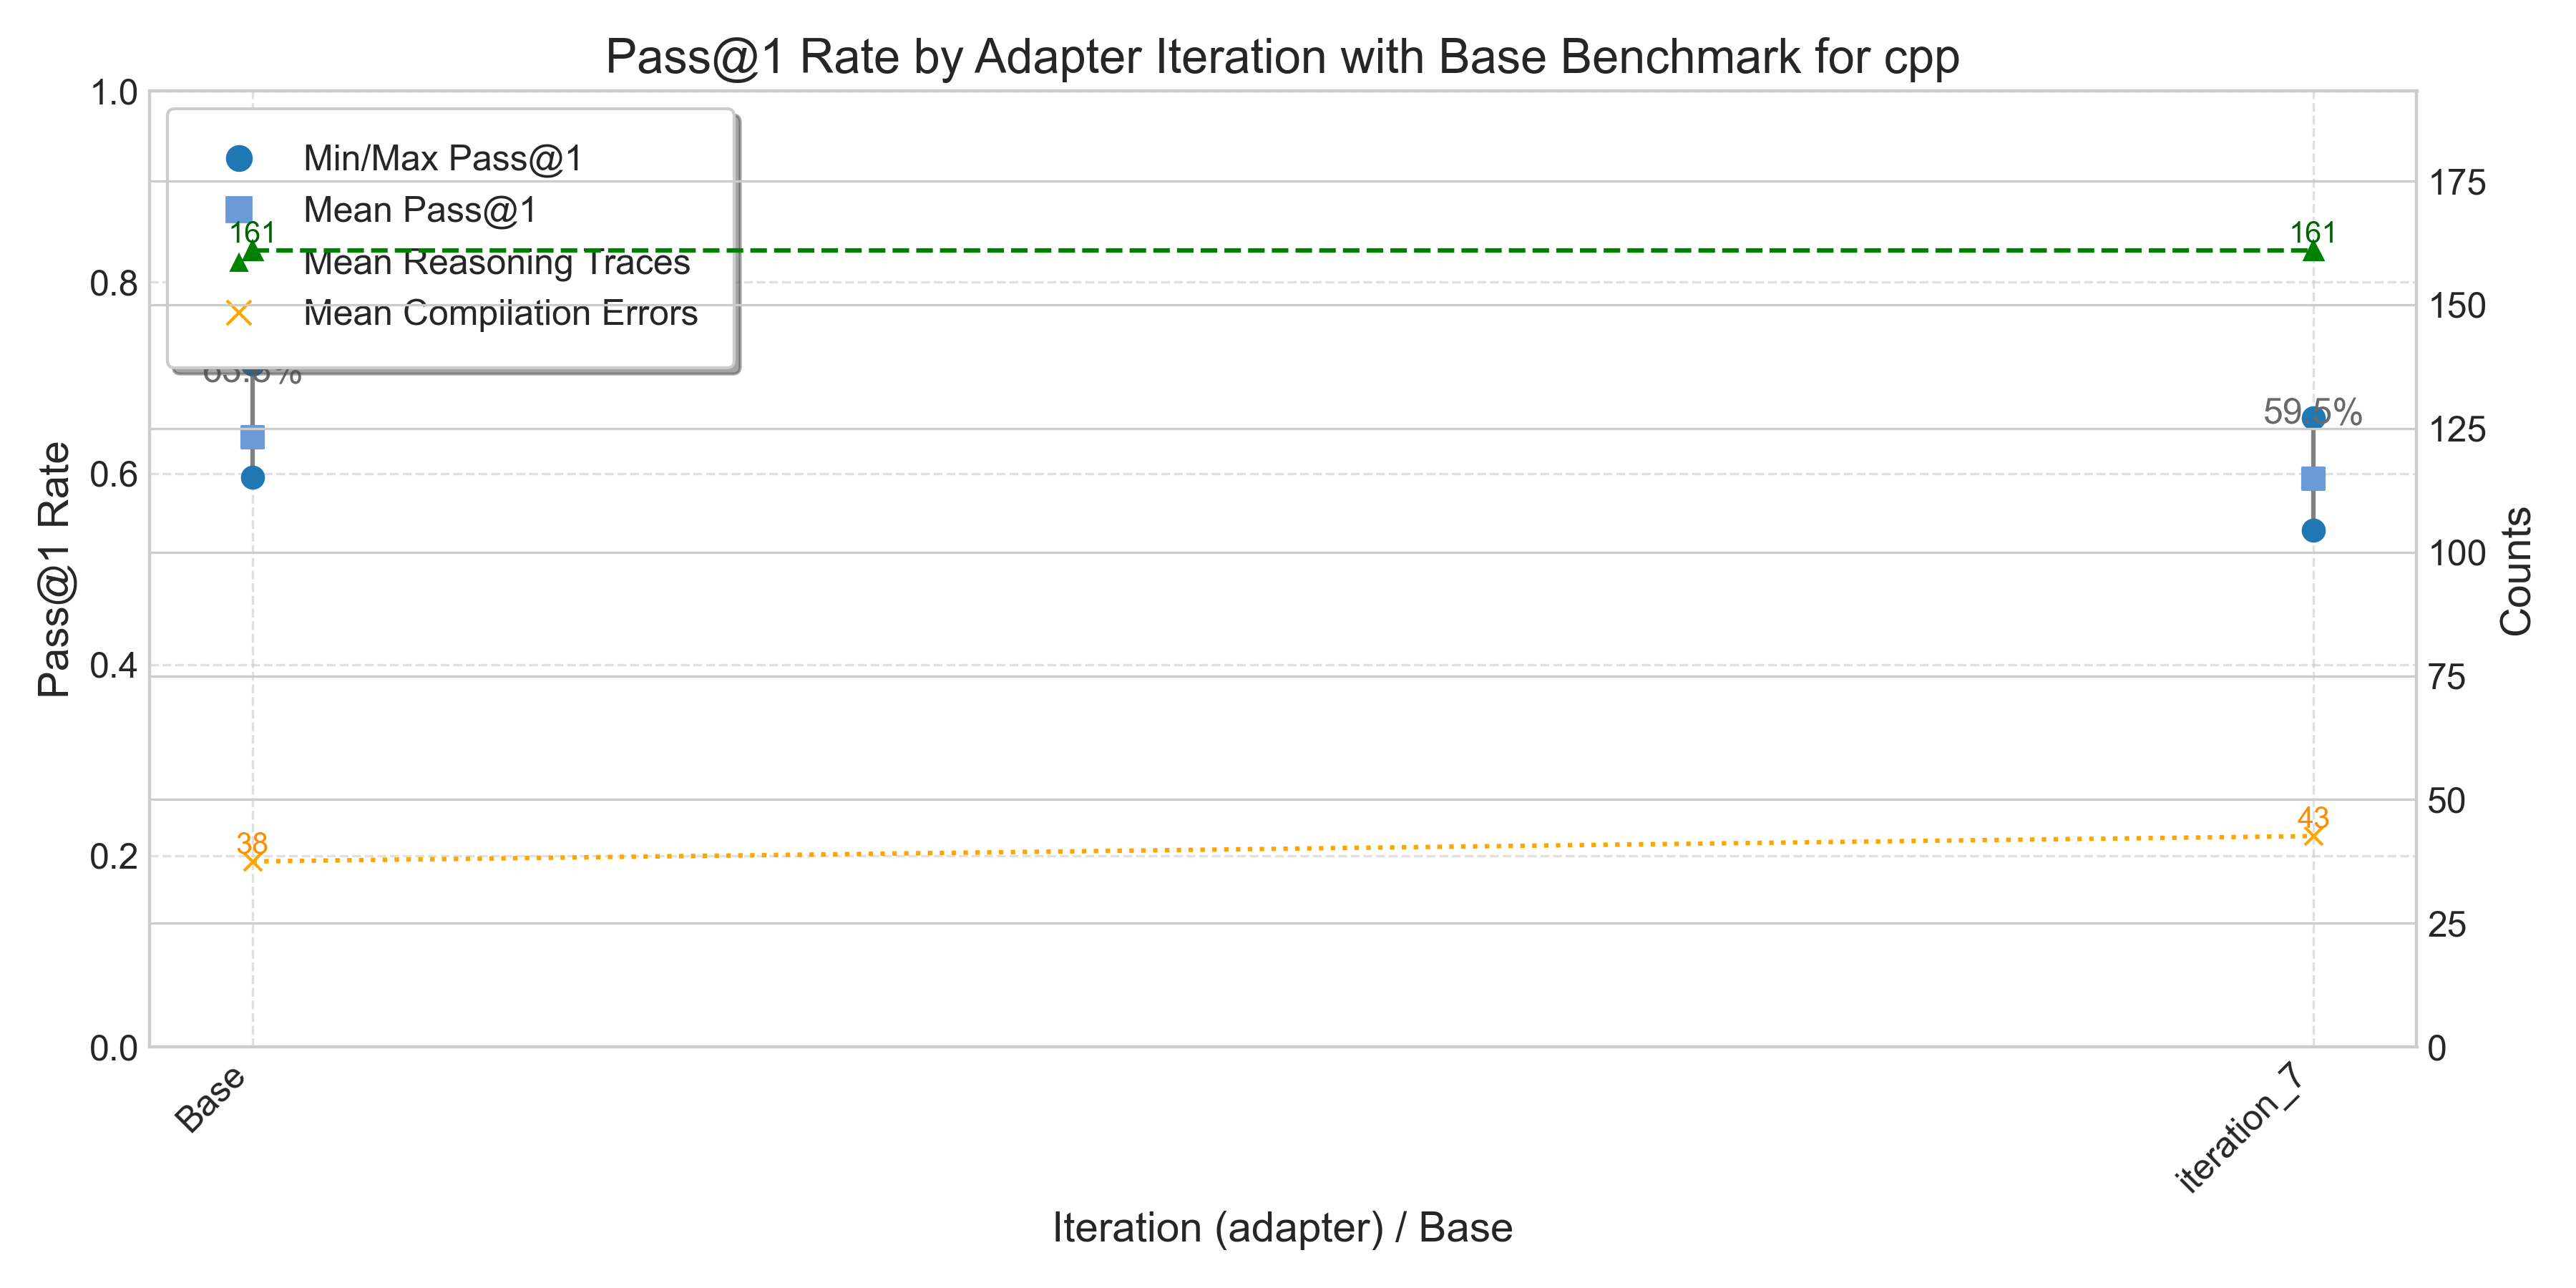 Pass@1 Rate by Adapter Iteration with Base Benchmark for cpp
Min/Max Pass@1
Mean Pass@1
Mean Reasoning Traces
Mean Compilation Errors
1.0
0.8
0.6
0.4
0.2
0.0
Pass@1 Rate
175
150
125
100
75
50
25
0
Counts
161
161
59.5%
38
43
Base
iteration_7
Iteration (adapter) / Base